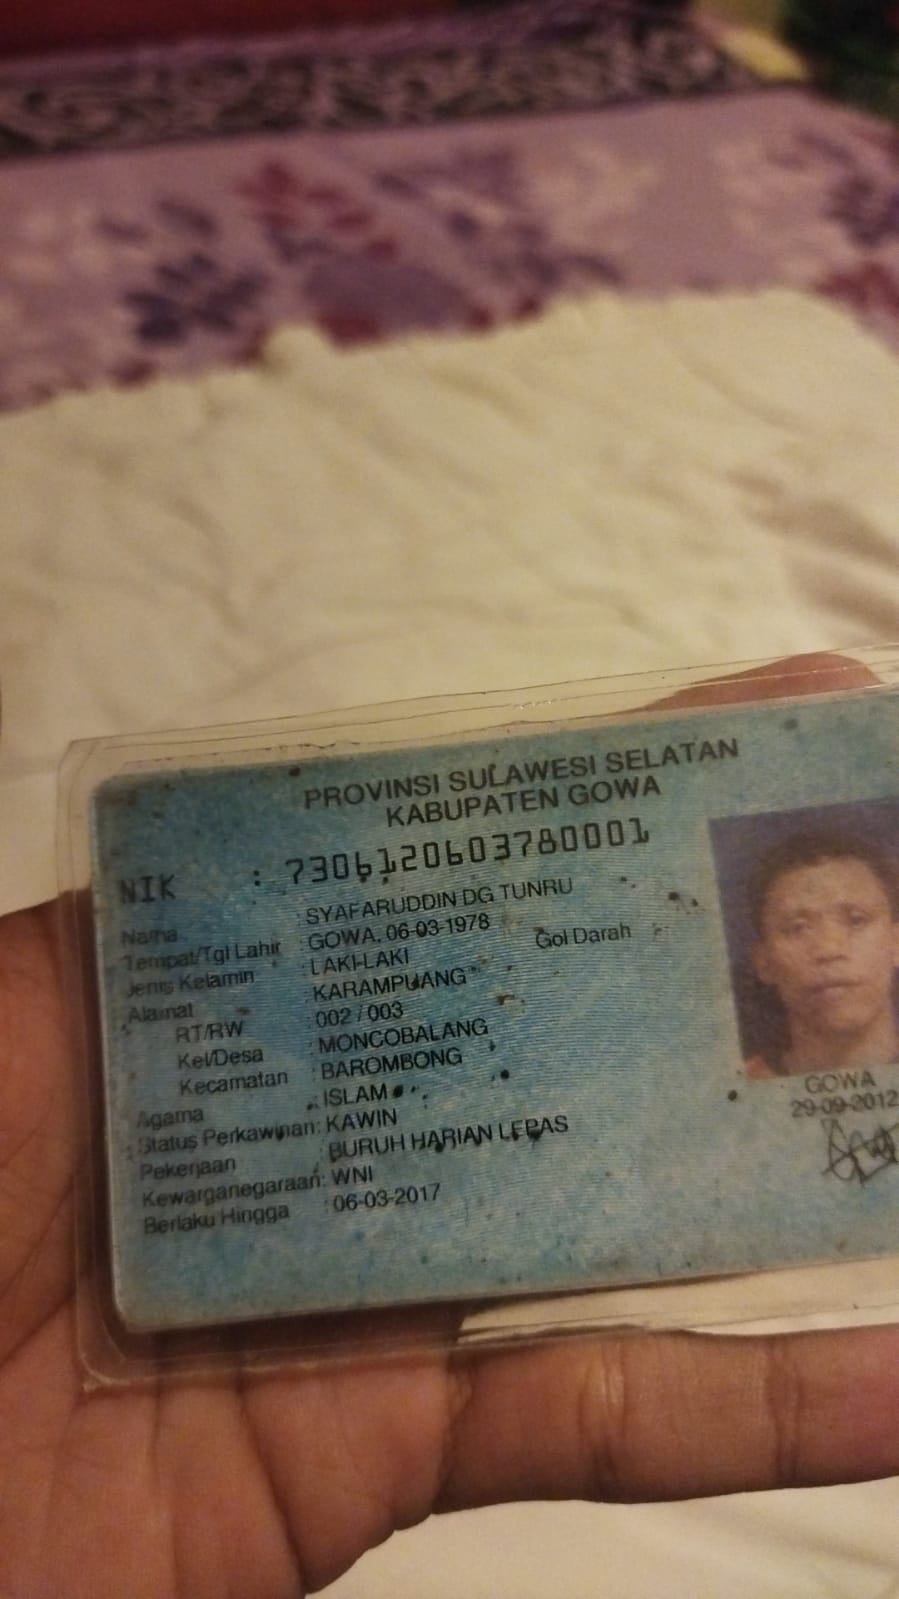 PROVINSI SULAWESI SELATAN
KABUPATEN GOWA
NIK : 7306120603780001
Nama : SYAFARUDDIN DG TUNRU
Tempat/Tgl Lahir : GOWA, 06-03-1978
Jenis Kelamin : LAKI-LAKI Gol Darah
Alamat : KARAMPUANG
RT/RW : 002 / 003
Kel/Desa : MONCOBALANG
Kecamatan : BAROMBONG
Agama : ISLAM
Status Perkawinan: KAWIN
Pekerjaan : BURUH HARIAN LEPAS
Kewarganegaraan: WNI
Berlaku Hingga : 06-03-2017
GOWA
29-09-2012